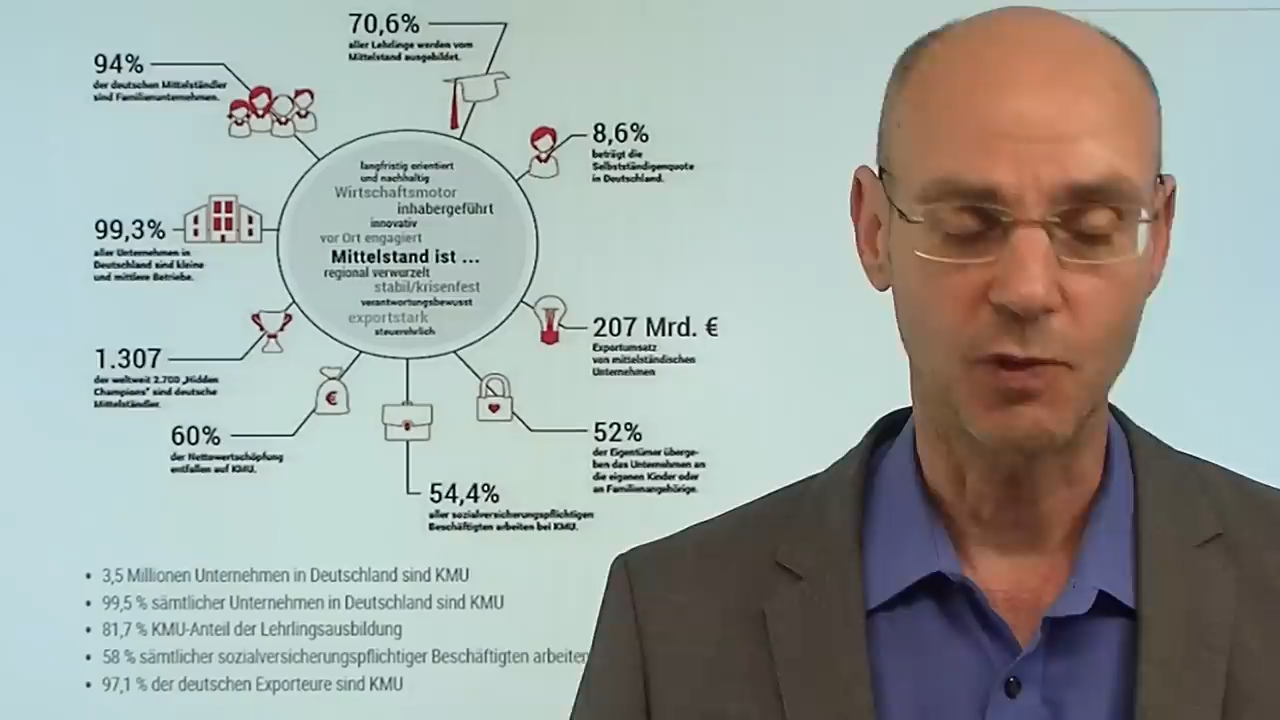 70,6%
aller Lehrlinge werden vom
Mittelstand ausgebildet.
94%
der deutschen Mittelständler
sind Familienunternehmen.
8,6%
beträgt die
Selbstständigenquote
in Deutschland.
langfristig orientiert
und nachhaltig
Wirtschaftsmotor
inhabergeführt
innovativ
vor Ort engagiert
Mittelstand ist ...
regional verwurzelt
stabil/krisenfest
verantwortungsbewusst
exportstark
steuerehrlich
99,3%
aller Unternehmen in
Deutschland sind kleine
und mittlere Betriebe.
207 Mrd. €
Exportumsatz
von mittelständischen
Unternehmen
1.307
der weltweit 2.700 „Hidden
Champions" sind deutsche
Mittelständler.
€
60%
der Nettowertschöpfung
entfallen auf KMU.
52%
der Eigentümer überge-
ben das Unternehmen an
die eigenen Kinder oder
an Familienangehörige.
54,4%
aller sozialversicherungspflichtigen
Beschäftigten arbeiten bei KMU.
• 3,5 Millionen Unternehmen in Deutschland sind KMU
• 99,5 % sämtlicher Unternehmen in Deutschland sind KMU
• 81,7 % KMU-Anteil der Lehrlingsausbildung
• 58 % sämtlicher sozialversicherungspflichtiger Beschäftigten arbeiten
• 97,1 % der deutschen Exporteure sind KMU